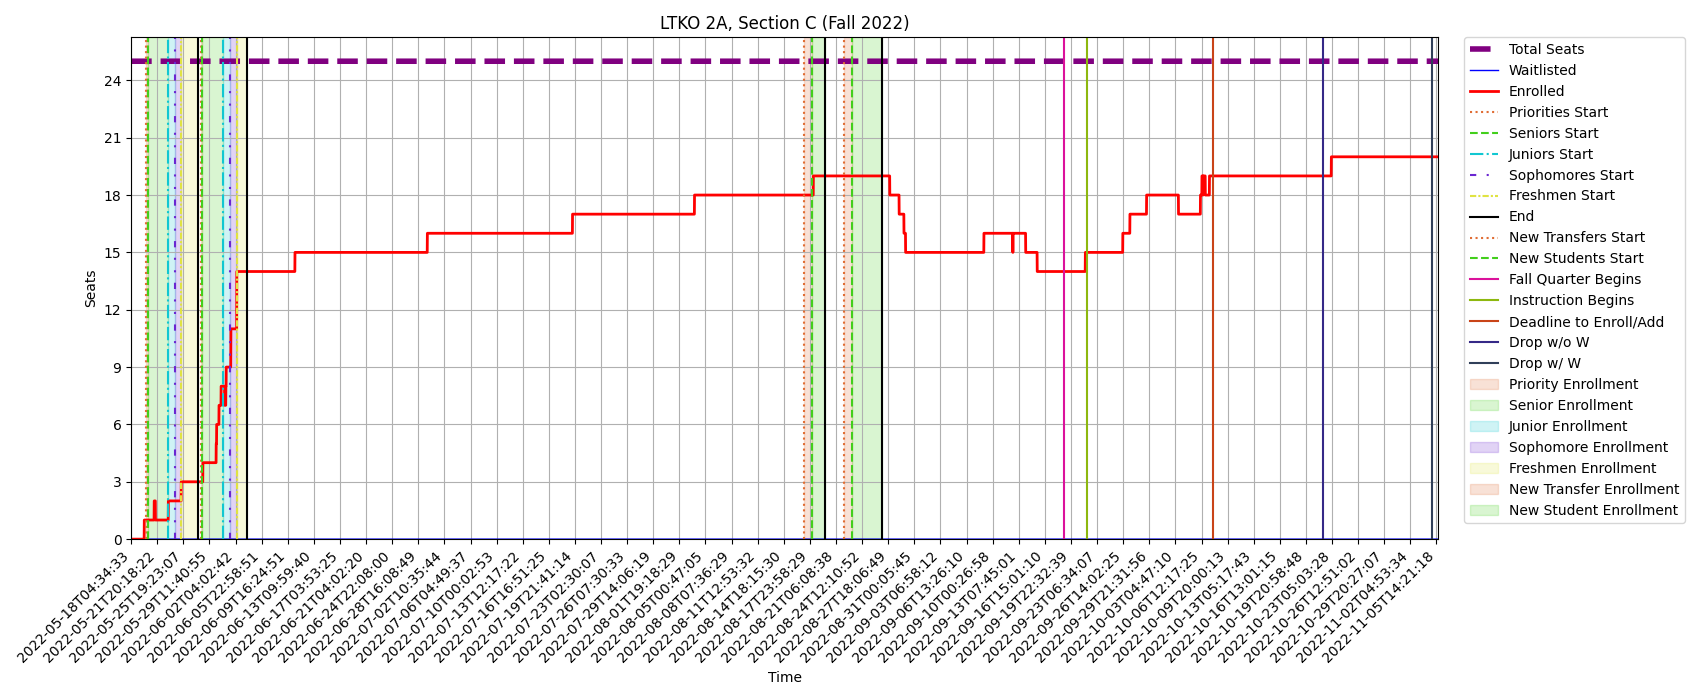 LTKO 2A, Section C (Fall 2022)
Seats
24
21
18
15
12
9
6
3
0
2022-05-18T04:34:33
2022-05-21T20:18:22
2022-05-25T19:23:07
2022-05-29T11:40:55
2022-06-02T04:02:42
2022-06-05T22:58:51
2022-06-09T16:24:51
2022-06-13T09:59:40
2022-06-17T03:53:25
2022-06-21T04:02:20
2022-06-24T22:08:00
2022-06-28T16:08:49
2022-07-02T10:35:44
2022-07-06T04:49:37
2022-07-10T00:02:53
2022-07-13T12:17:22
2022-07-16T16:51:25
2022-07-19T21:41:14
2022-07-23T02:30:07
2022-07-26T07:30:33
2022-07-29T14:06:19
2022-08-01T19:18:29
2022-08-05T00:47:05
2022-08-08T07:36:29
2022-08-11T12:53:32
2022-08-14T18:15:30
2022-08-17T23:58:29
2022-08-21T06:08:38
2022-08-24T12:10:52
2022-08-27T18:06:49
2022-08-31T00:05:45
2022-09-03T06:58:12
2022-09-06T13:26:10
2022-09-10T00:26:58
2022-09-13T07:45:01
2022-09-16T15:01:10
2022-09-19T22:32:39
2022-09-23T06:34:07
2022-09-26T14:02:25
2022-09-29T21:31:56
2022-10-03T04:47:10
2022-10-06T12:17:25
2022-10-09T20:00:13
2022-10-13T05:17:43
2022-10-16T13:01:15
2022-10-19T20:58:48
2022-10-23T05:03:28
2022-10-26T12:51:02
2022-10-29T20:27:07
2022-11-02T04:53:34
2022-11-05T14:21:18
Time
Total Seats
Waitlisted
Enrolled
Priorities Start
Seniors Start
Juniors Start
Sophomores Start
Freshmen Start
End
New Transfers Start
New Students Start
Fall Quarter Begins
Instruction Begins
Deadline to Enroll/Add
Drop w/o W
Drop w/ W
Priority Enrollment
Senior Enrollment
Junior Enrollment
Sophomore Enrollment
Freshmen Enrollment
New Transfer Enrollment
New Student Enrollment